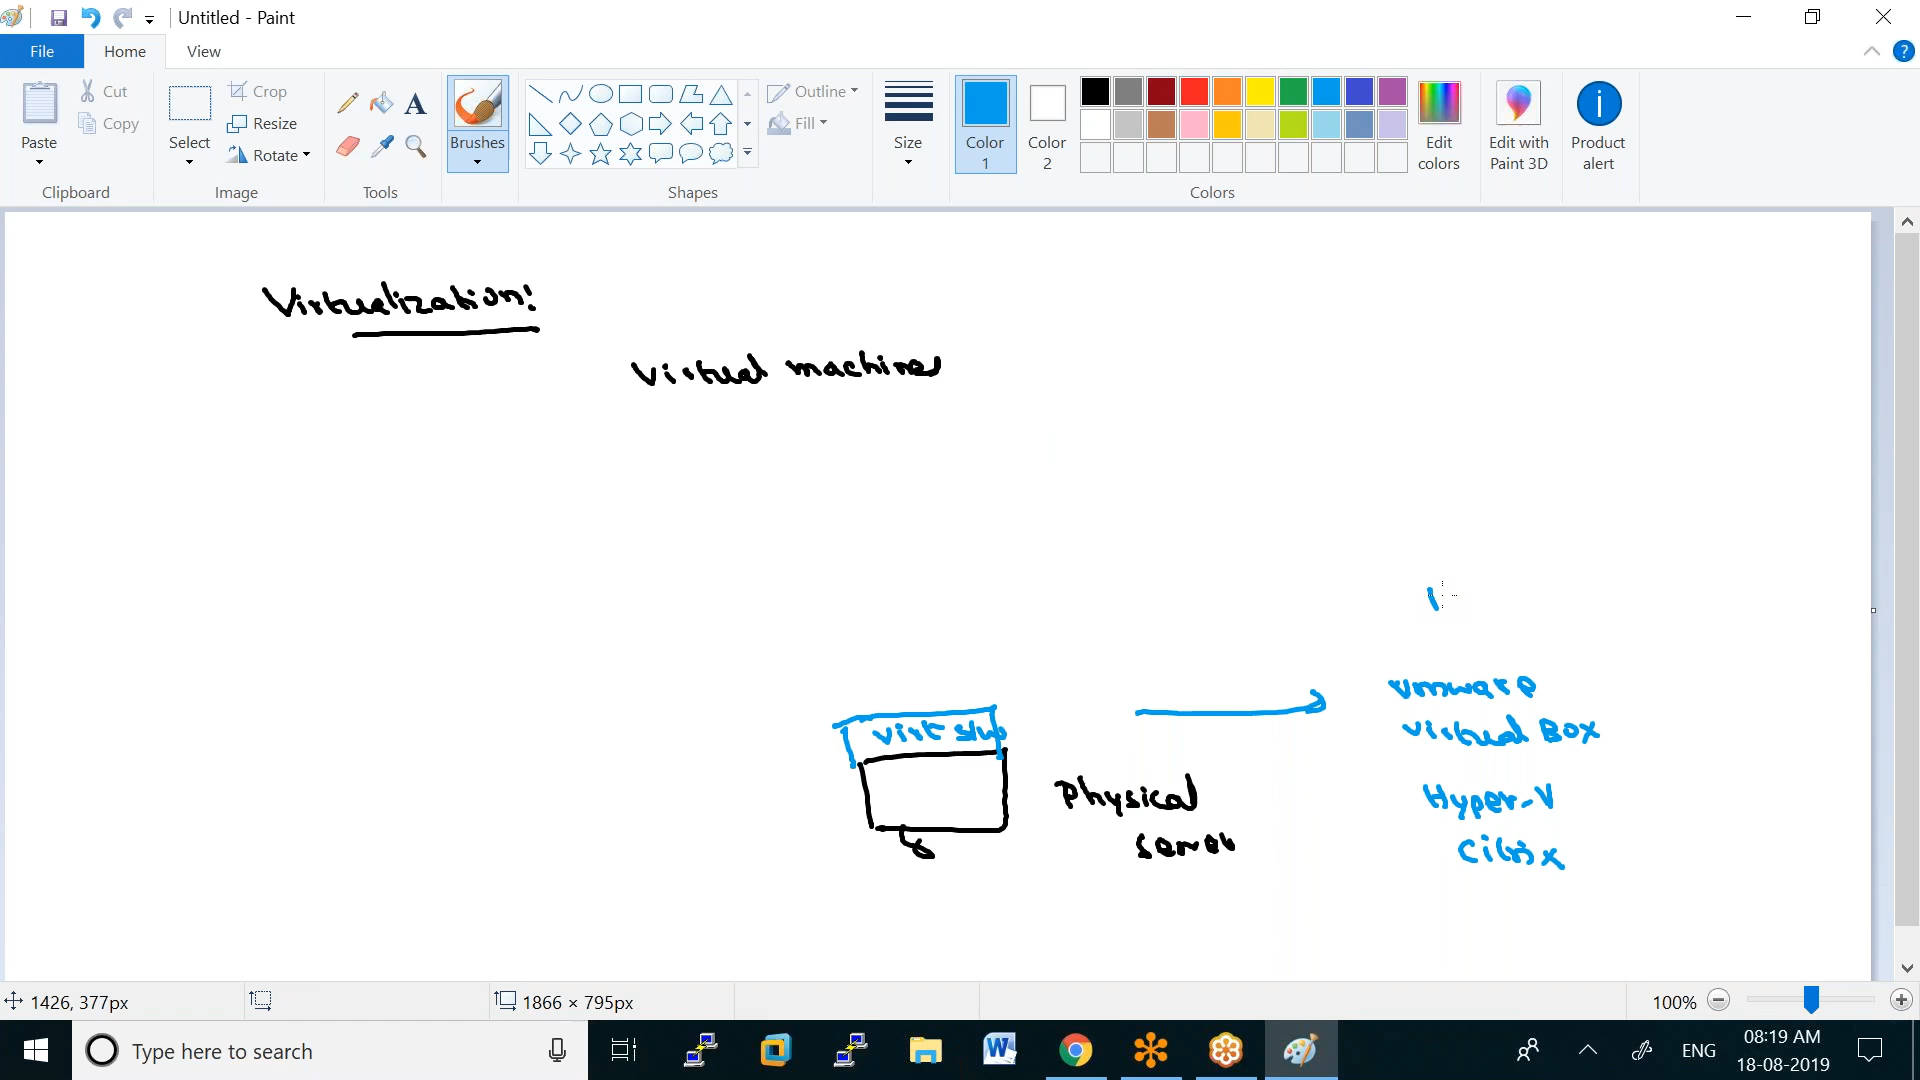 Untitled - Paint
File Home View
Paste
Cut
Copy
Clipboard
Select
Crop
Resize
Rotate
Image
Tools
Brushes
Shapes
Outline
Fill
Size
Color 1
Color 2
Colors
Edit colors
Edit with Paint 3D
Product alert
Virtualization:
Virtual machines
vmware
Virt
Virtual Box
Physical
Hyper-V
Citrix
1426, 377px
1866 × 795px
100%
Type here to search
ENG
08:19 AM
18-08-2019